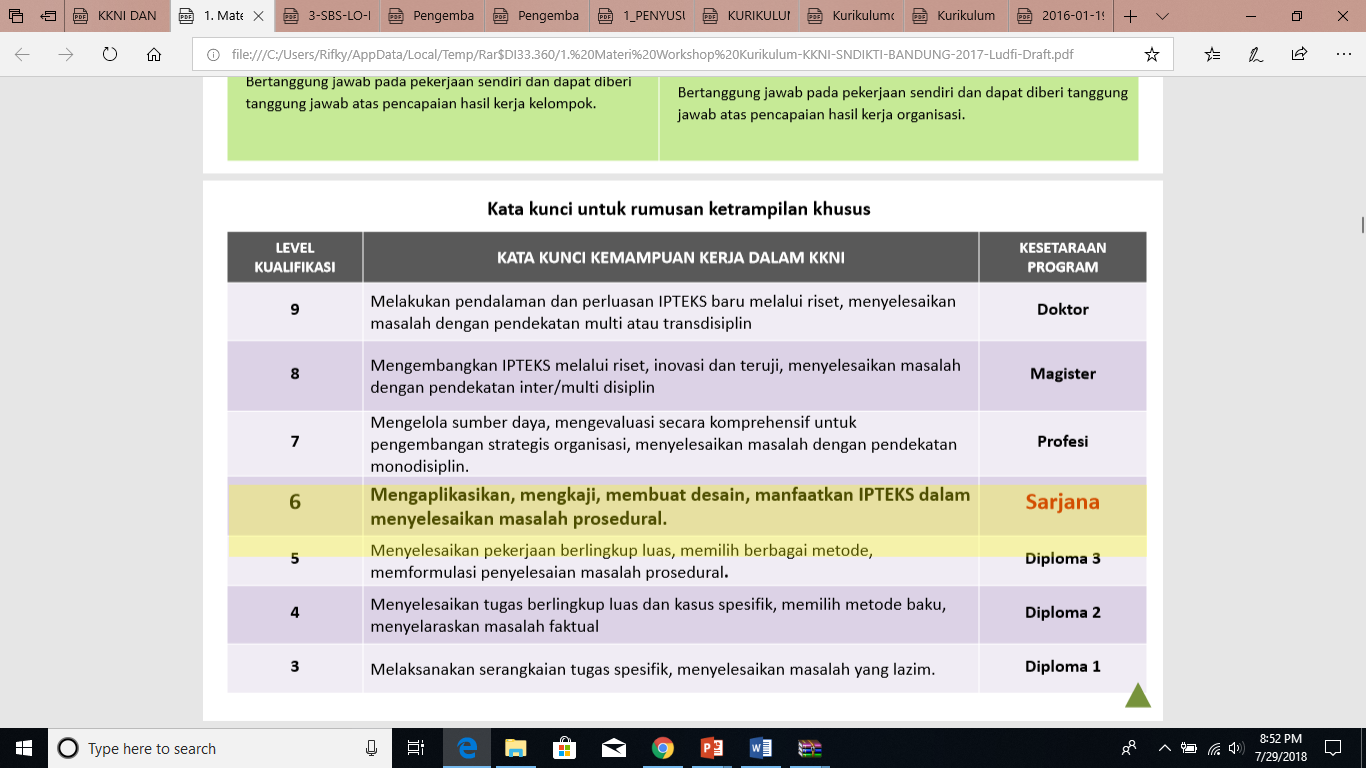 KKNI DAN
1. Mate
3-SBS-LO-I
Pengemba
Pengemba
1_PENYUSU
KURIKULUM
Kurikulumo
Kurikulum
2016-01-19
file:///C:/Users/Rifky/AppData/Local/Temp/Rar$DI33.360/1.%20Materi%20Workshop%20Kurikulum-KKNI-SNDIKTI-BANDUNG-2017-Ludfi-Draft.pdf
Bertanggung jawab pada pekerjaan sendiri dan dapat diberi
tanggung jawab atas pencapaian hasil kerja kelompok.
Bertanggung jawab pada pekerjaan sendiri dan dapat diberi tanggung
jawab atas pencapaian hasil kerja organisasi.
Kata kunci untuk rumusan ketrampilan khusus
LEVEL
KUALIFIKASI
KATA KUNCI KEMAMPUAN KERJA DALAM KKNI
KESETARAAN
PROGRAM
9
Melakukan pendalaman dan perluasan IPTEKS baru melalui riset, menyelesaikan
masalah dengan pendekatan multi atau transdisiplin
Doktor
8
Mengembangkan IPTEKS melalui riset, inovasi dan teruji, menyelesaikan masalah
dengan pendekatan inter/multi disiplin
Magister
7
Mengelola sumber daya, mengevaluasi secara komprehensif untuk
pengembangan strategis organisasi, menyelesaikan masalah dengan pendekatan
monodisiplin.
Profesi
6
Mengaplikasikan, mengkaji, membuat desain, manfaatkan IPTEKS dalam
menyelesaikan masalah prosedural.
Sarjana
5
Menyelesaikan pekerjaan berlingkup luas, memilih berbagai metode,
memformulasi penyelesaian masalah prosedural.
Diploma 3
4
Menyelesaikan tugas berlingkup luas dan kasus spesifik, memilih metode baku,
menyelaraskan masalah faktual
Diploma 2
3
Melaksanakan serangkaian tugas spesifik, menyelesaikan masalah yang lazim.
Diploma 1
Type here to search
8:52 PM
7/29/2018